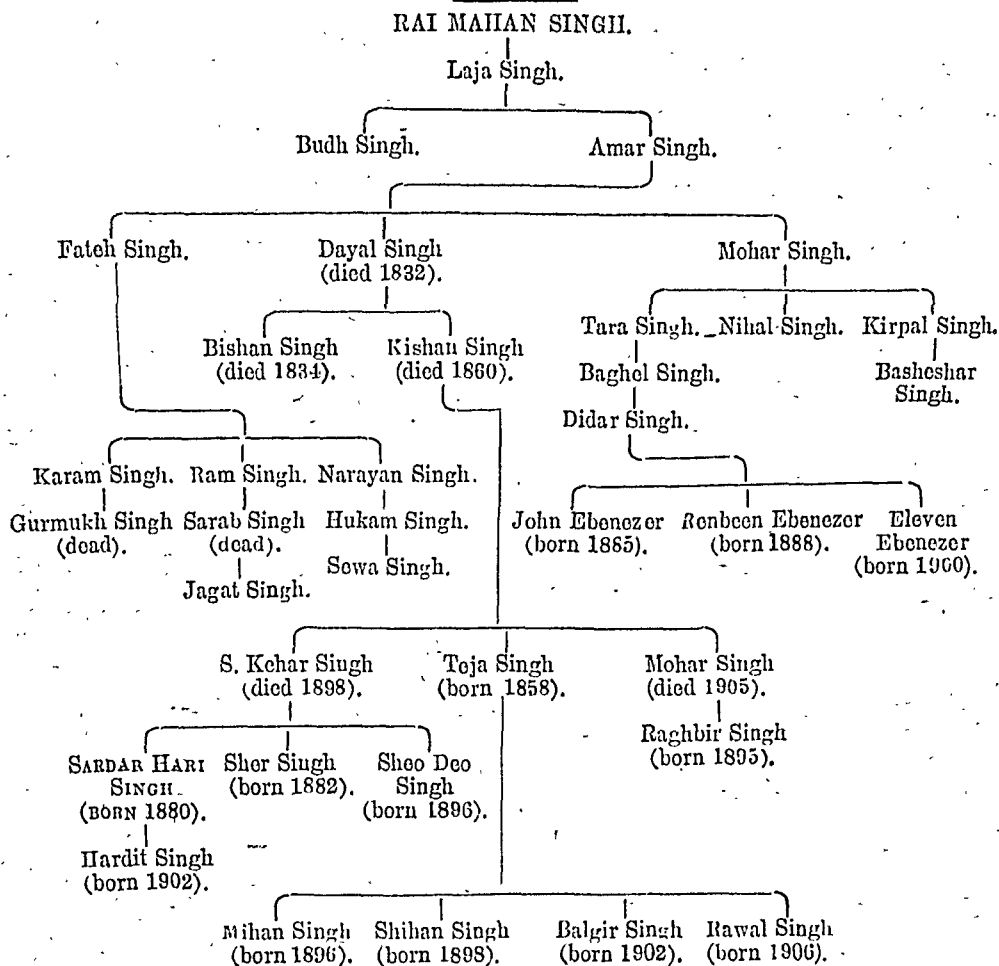 RAI MAHAN SINGH.
Laja Singh.
Budh Singh. Amar Singh.
Fateh Singh. Dayal Singh Mohar Singh.
(died 1832).
Tara Singh. Nihal Singh. Kirpal Singh.
Bishan Singh Kishan Singh
(died 1834). (died 1860). Baghel Singh. Basheshar
Singh.
Didar Singh.
Karam Singh. Ram Singh. Narayan Singh.
Gurmukh Singh Sarab Singh Hukam Singh. John Ebenezer Renbeen Ebenezer Eleven
(dead). (dead). (born 1885). (born 1888). Ebenezer
Sewa Singh. (born 1900).
Jagat Singh.
S. Kehar Singh Teja Singh Mohar Singh
(died 1898). (born 1858). (died 1905).
Raghbir Singh
(born 1895).
SARDAR HARI Sher Singh Sheo Deo
SINGH (born 1882). Singh
(BORN 1880). (born 1896).
Hardit Singh
(born 1902).
Mihan Singh Shihan Singh Balgir Singh Rawal Singh
(born 1896). (born 1898). (born 1902). (born 1906).